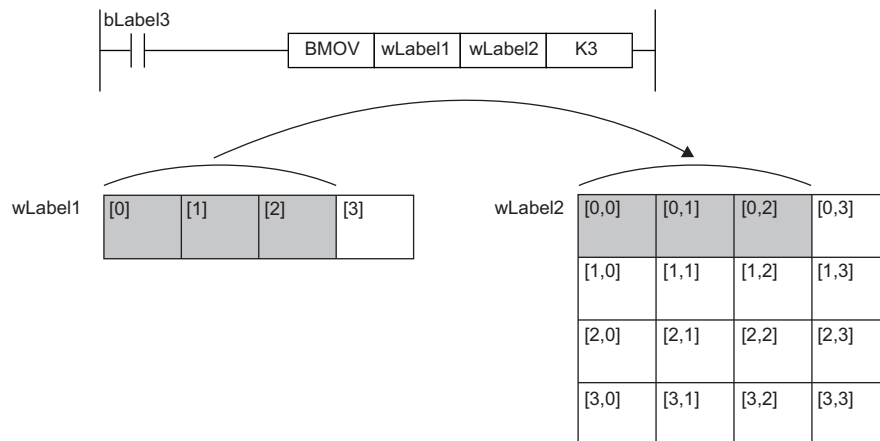 bLabel3
BMOV wLabel1 wLabel2 K3
wLabel1 [0] [1] [2] [3]
wLabel2 [0,0] [0,1] [0,2] [0,3]
[1,0] [1,1] [1,2] [1,3]
[2,0] [2,1] [2,2] [2,3]
[3,0] [3,1] [3,2] [3,3]